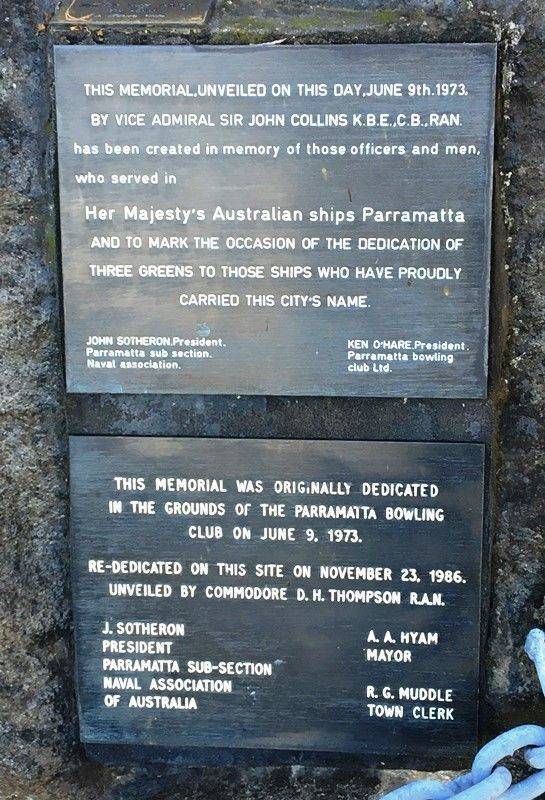 THIS MEMORIAL,UNVEILED ON THIS DAY,JUNE 9th.1973.
BY VICE ADMIRAL SIR JOHN COLLINS K.B.E.,C.B.,RAN.
has been created in memory of those officers and men,
who served in
Her Majesty's Australian ships Parramatta
AND TO MARK THE OCCASION OF THE DEDICATION OF
THREE GREENS TO THOSE SHIPS WHO HAVE PROUDLY
CARRIED THIS CITY'S NAME.
JOHN SOTHERON.President.
Parramatta sub section.
Naval association.
KEN O'HARE.President.
Parramatta bowling
club Ltd.
THIS MEMORIAL WAS ORIGINALLY DEDICATED
IN THE GROUNDS OF THE PARRAMATTA BOWLING
CLUB ON JUNE 9, 1973.
RE-DEDICATED ON THIS SITE ON NOVEMBER 23, 1986.
UNVEILED BY COMMODORE D.H.THOMPSON R.A.N.
J. SOTHERON
PRESIDENT
PARRAMATTA SUB-SECTION
NAVAL ASSOCIATION
OF AUSTRALIA
A. A. HYAM
MAYOR
R. G. MUDDLE
TOWN CLERK